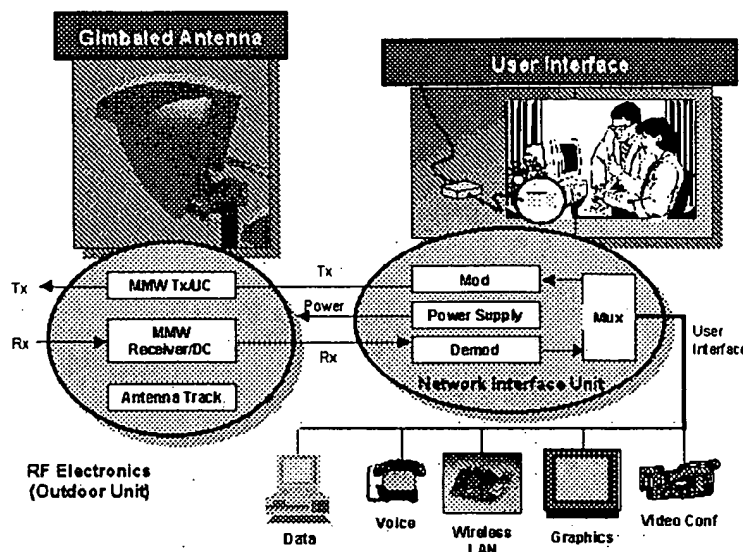 Gimbaled Antenna
User Interface
Tx
MMW Tx/UC
Tx
Mod
Power
Power Supply
Mux
Rx
MMW
Receiver/DC
Rx
Demod
User
Interface
Network Interface Unit
Antenna Track
RF Electronics
(Outdoor Unit)
Data
Voice
Wireless
LAN
Graphics
Video Conf